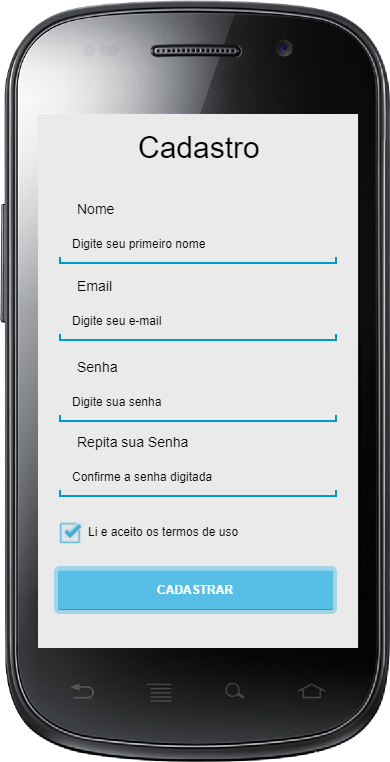 Cadastro
Nome
Digite seu primeiro nome
Email
Digite seu e-mail
Senha
Digite sua senha
Repita sua Senha
Confirme a senha digitada
Li e aceito os termos de uso
CADASTRAR